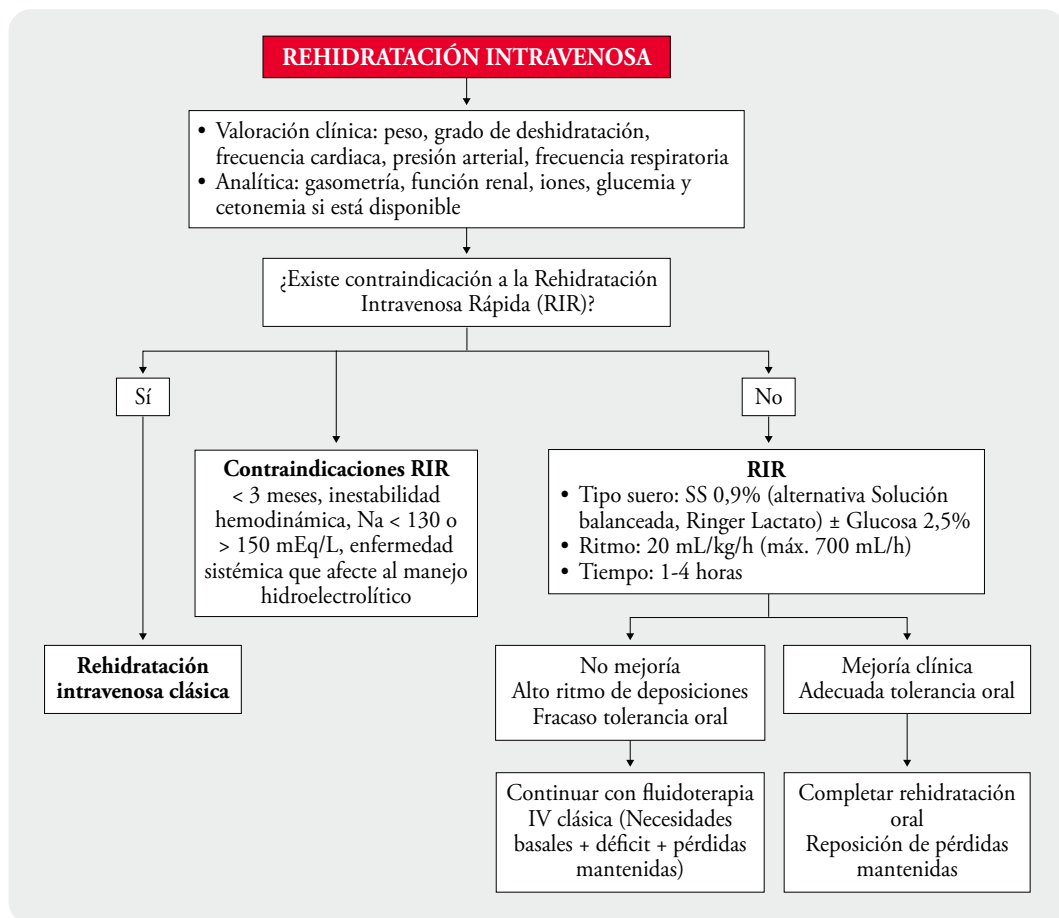 REHIDRATACIÓN INTRAVENOSA
• Valoración clínica: peso, grado de deshidratación,
frecuencia cardiaca, presión arterial, frecuencia respiratoria
• Analítica: gasometría, función renal, iones, glucemia y
cetonemia si está disponible
¿Existe contraindicación a la Rehidratación
Intravenosa Rápida (RIR)?
Sí
No
Contraindicaciones RIR
< 3 meses, inestabilidad
hemodinámica, Na < 130 o
> 150 mEq/L, enfermedad
sistémica que afecte al manejo
hidroelectrolítico
RIR
• Tipo suero: SS 0,9% (alternativa Solución
balanceada, Ringer Lactato) ± Glucosa 2,5%
• Ritmo: 20 mL/kg/h (máx. 700 mL/h)
• Tiempo: 1-4 horas
Rehidratación
intravenosa clásica
No mejoría
Alto ritmo de deposiciones
Fracaso tolerancia oral
Mejoría clínica
Adecuada tolerancia oral
Continuar con fluidoterapia
IV clásica (Necesidades
basales + déficit + pérdidas
mantenidas)
Completar rehidratación
oral
Reposición de pérdidas
mantenidas